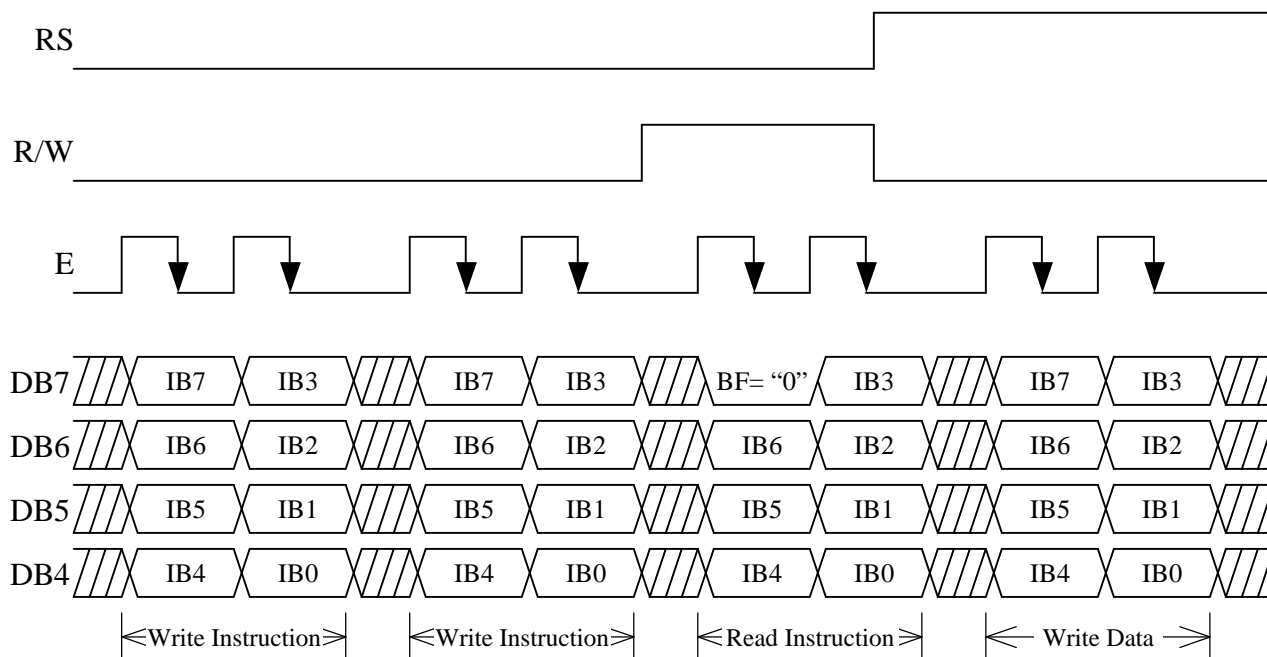 RS
R/W
E
DB7 IB7 IB3 IB7 IB3 BF= “0” IB3 IB7 IB3
DB6 IB6 IB2 IB6 IB2 IB6 IB2 IB6 IB2
DB5 IB5 IB1 IB5 IB1 IB5 IB1 IB5 IB1
DB4 IB4 IB0 IB4 IB0 IB4 IB0 IB4 IB0
Write Instruction Write Instruction Read Instruction Write Data